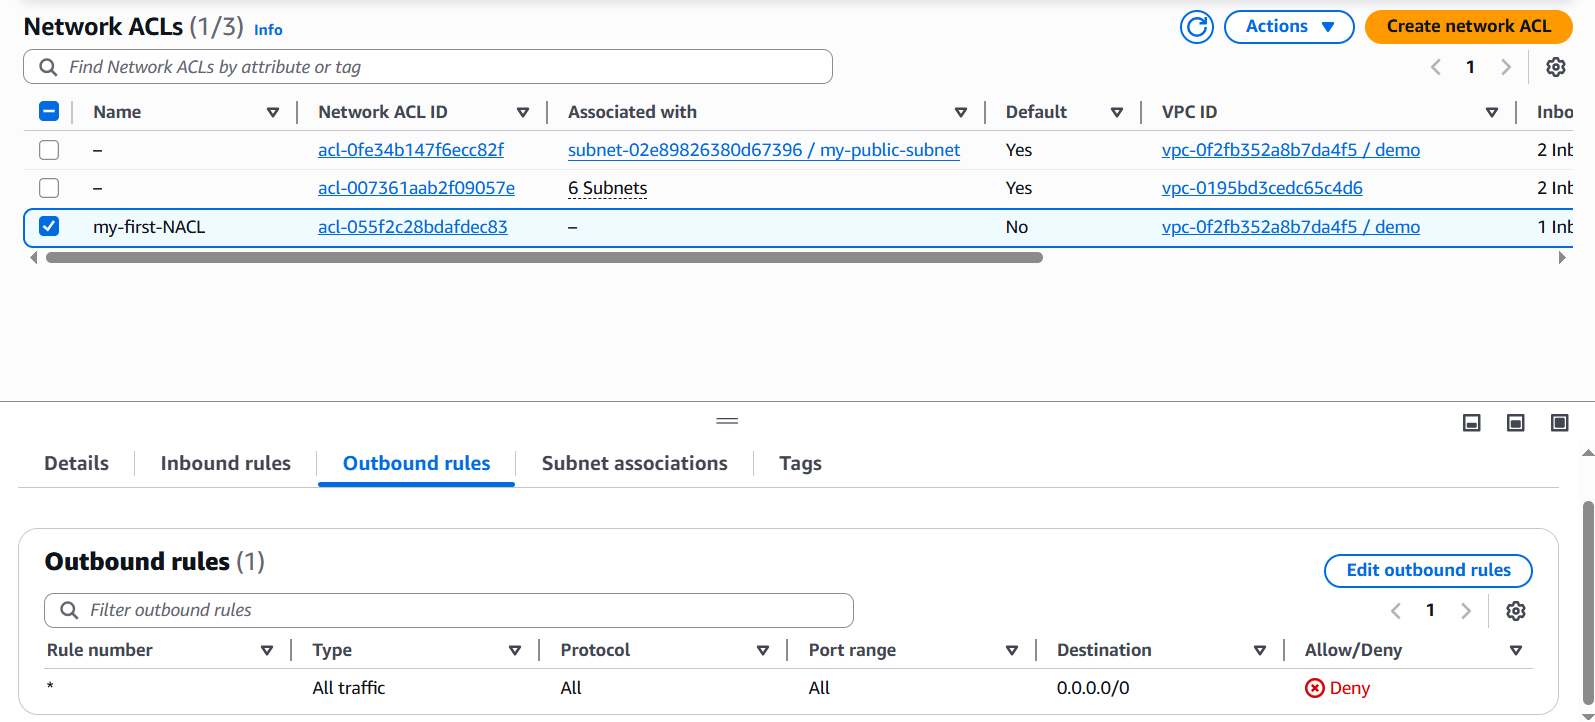 Network ACLs (1/3) Info
Actions
Create network ACL
Find Network ACLs by attribute or tag
1
Name Network ACL ID Associated with Default VPC ID Inbo
– acl-0fe34b147f6ecc82f subnet-02e89826380d67396 / my-public-subnet Yes vpc-0f2fb352a8b7da4f5 / demo 2 Inb
– acl-007361aab2f09057e 6 Subnets Yes vpc-0195bd3cedc65c4d6 2 Inb
my-first-NACL acl-055f2c28bdafdec83 – No vpc-0f2fb352a8b7da4f5 / demo 1 Inb
Details Inbound rules Outbound rules Subnet associations Tags
Outbound rules (1)
Edit outbound rules
Filter outbound rules
1
Rule number Type Protocol Port range Destination Allow/Deny
* All traffic All All 0.0.0.0/0 Deny